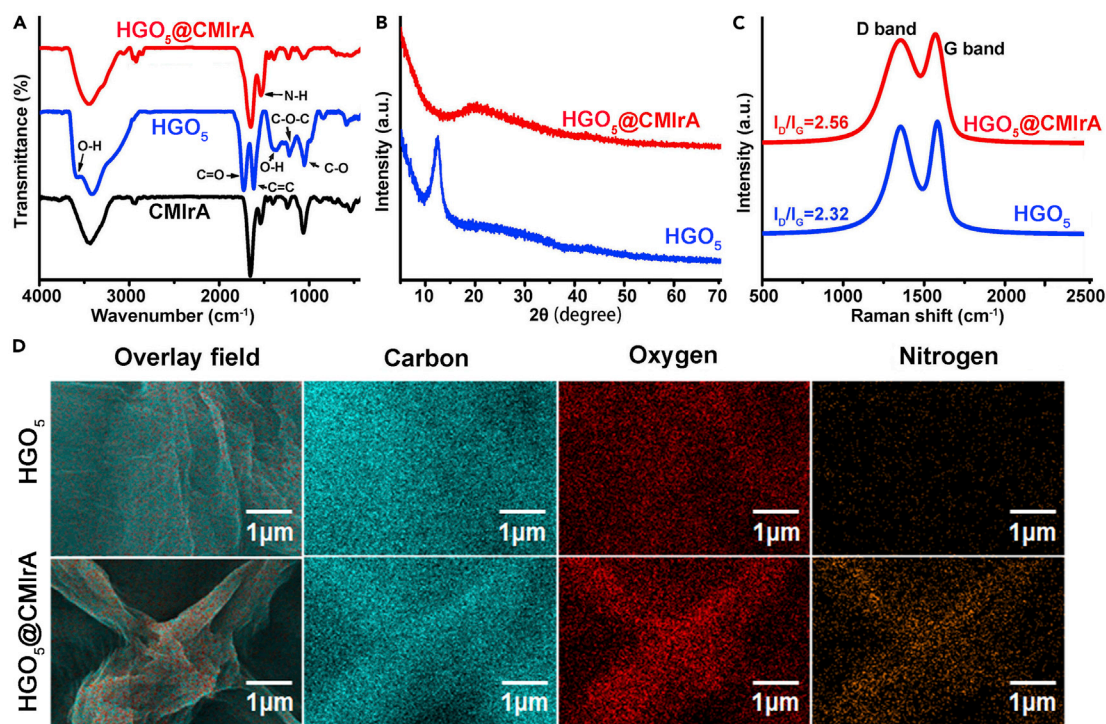 A
HGO5@CMIrA
N-H
HGO5
C-O-C
O-H
C=O
O-H
C=C
C-O
CMIrA
Transmittance (%)
4000 3000 2000 1000
Wavenumber (cm-1)
B
HGO5@CMIrA
HGO5
Intensity (a.u.)
10 20 30 40 50 60 70
2θ (degree)
C
D band
G band
ID/IG=2.56
HGO5@CMIrA
ID/IG=2.32
HGO5
Intensity (a.u.)
500 1000 1500 2000 2500
Raman shift (cm-1)
D
Overlay field Carbon Oxygen Nitrogen
HGO5
1µm 1µm 1µm 1µm
HGO5@CMIrA
1µm 1µm 1µm 1µm